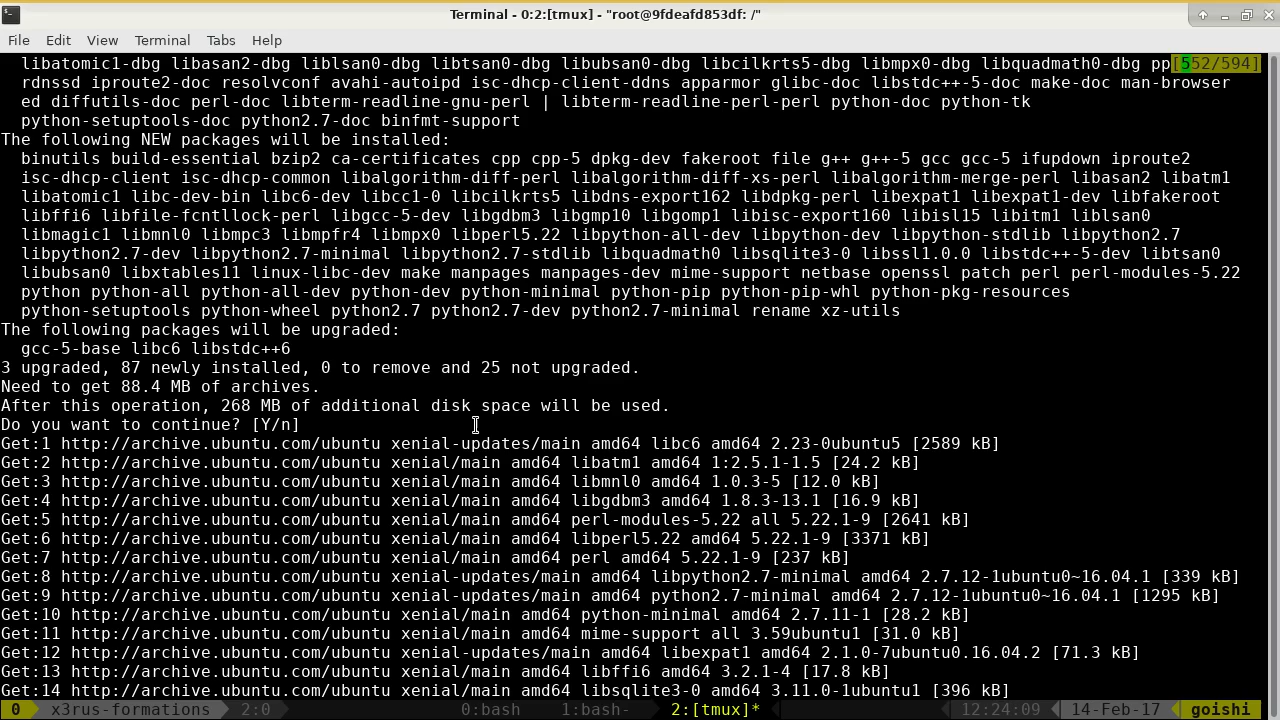 Terminal - 0:2:[tmux] - "root@9fdeafd853df: /"
File Edit View Terminal Tabs Help
libatomic1-dbg libasan2-dbg liblsan0-dbg libtsan0-dbg libubsan0-dbg libcilkrts5-dbg libmpx0-dbg libquadmath0-dbg pp[552/594]
rdnssd iproute2-doc resolvconf avahi-autoipd isc-dhcp-client-ddns apparmor glibc-doc libstdc++-5-doc make-doc man-browser
ed diffutils-doc perl-doc libterm-readline-gnu-perl | libterm-readline-perl-perl python-doc python-tk
python-setuptools-doc python2.7-doc binfmt-support
The following NEW packages will be installed:
binutils build-essential bzip2 ca-certificates cpp cpp-5 dpkg-dev fakeroot file g++ g++-5 gcc gcc-5 ifupdown iproute2
isc-dhcp-client isc-dhcp-common libalgorithm-diff-perl libalgorithm-diff-xs-perl libalgorithm-merge-perl libasan2 libatm1
libatomic1 libc-dev-bin libc6-dev libcc1-0 libcilkrts5 libdns-export162 libdpkg-perl libexpat1 libexpat1-dev libfakeroot
libffi6 libfile-fcntllock-perl libgcc-5-dev libgdbm3 libgmp10 libgomp1 libisc-export160 libisl15 libitm1 liblsan0
libmagic1 libmnl0 libmpc3 libmpfr4 libmpx0 libperl5.22 libpython-all-dev libpython-dev libpython-stdlib libpython2.7
libpython2.7-dev libpython2.7-minimal libpython2.7-stdlib libquadmath0 libsqlite3-0 libssl1.0.0 libstdc++-5-dev libtsan0
libubsan0 libxtables11 linux-libc-dev make manpages manpages-dev mime-support netbase openssl patch perl perl-modules-5.22
python python-all python-all-dev python-dev python-minimal python-pip python-pip-whl python-pkg-resources
python-setuptools python-wheel python2.7 python2.7-dev python2.7-minimal rename xz-utils
The following packages will be upgraded:
gcc-5-base libc6 libstdc++6
3 upgraded, 87 newly installed, 0 to remove and 25 not upgraded.
Need to get 88.4 MB of archives.
After this operation, 268 MB of additional disk space will be used.
Do you want to continue? [Y/n]
Get:1 http://archive.ubuntu.com/ubuntu xenial-updates/main amd64 libc6 amd64 2.23-0ubuntu5 [2589 kB]
Get:2 http://archive.ubuntu.com/ubuntu xenial/main amd64 libatm1 amd64 1:2.5.1-1.5 [24.2 kB]
Get:3 http://archive.ubuntu.com/ubuntu xenial/main amd64 libmnl0 amd64 1.0.3-5 [12.0 kB]
Get:4 http://archive.ubuntu.com/ubuntu xenial/main amd64 libgdbm3 amd64 1.8.3-13.1 [16.9 kB]
Get:5 http://archive.ubuntu.com/ubuntu xenial/main amd64 perl-modules-5.22 all 5.22.1-9 [2641 kB]
Get:6 http://archive.ubuntu.com/ubuntu xenial/main amd64 libperl5.22 amd64 5.22.1-9 [3371 kB]
Get:7 http://archive.ubuntu.com/ubuntu xenial/main amd64 perl amd64 5.22.1-9 [237 kB]
Get:8 http://archive.ubuntu.com/ubuntu xenial-updates/main amd64 libpython2.7-minimal amd64 2.7.12-1ubuntu0~16.04.1 [339 kB]
Get:9 http://archive.ubuntu.com/ubuntu xenial-updates/main amd64 python2.7-minimal amd64 2.7.12-1ubuntu0~16.04.1 [1295 kB]
Get:10 http://archive.ubuntu.com/ubuntu xenial/main amd64 python-minimal amd64 2.7.11-1 [28.2 kB]
Get:11 http://archive.ubuntu.com/ubuntu xenial/main amd64 mime-support all 3.59ubuntu1 [31.0 kB]
Get:12 http://archive.ubuntu.com/ubuntu xenial-updates/main amd64 libexpat1 amd64 2.1.0-7ubuntu0.16.04.2 [71.3 kB]
Get:13 http://archive.ubuntu.com/ubuntu xenial/main amd64 libffi6 amd64 3.2.1-4 [17.8 kB]
Get:14 http://archive.ubuntu.com/ubuntu xenial/main amd64 libsqlite3-0 amd64 3.11.0-1ubuntu1 [396 kB]
0 x3rus-formations 2:0 0:bash 1:bash- 2:[tmux]* 12:24:09 14-Feb-17 goishi